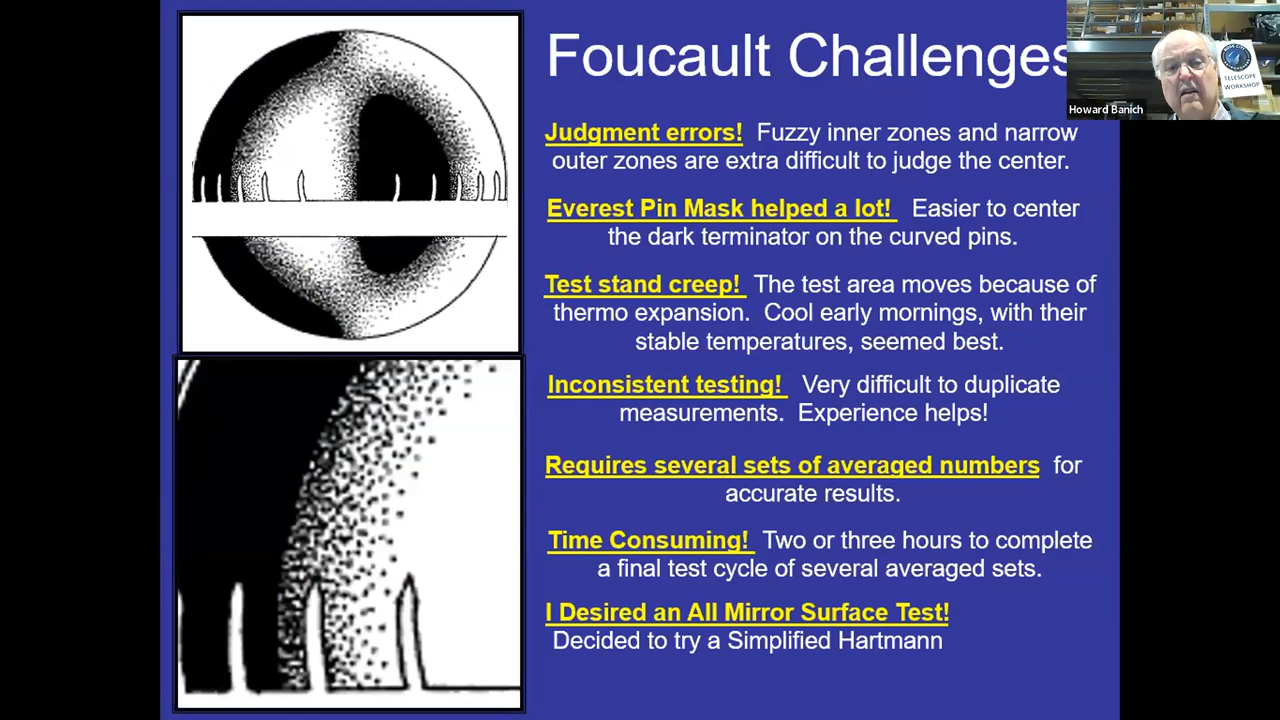 Foucault Challenges
Howard Banich
TELESCOPE
WORKSHOP
Judgment errors! Fuzzy inner zones and narrow
outer zones are extra difficult to judge the center.
Everest Pin Mask helped a lot! Easier to center
the dark terminator on the curved pins.
Test stand creep! The test area moves because of
thermo expansion. Cool early mornings, with their
stable temperatures, seemed best.
Inconsistent testing! Very difficult to duplicate
measurements. Experience helps!
Requires several sets of averaged numbers for
accurate results.
Time Consuming! Two or three hours to complete
a final test cycle of several averaged sets.
I Desired an All Mirror Surface Test!
Decided to try a Simplified Hartmann